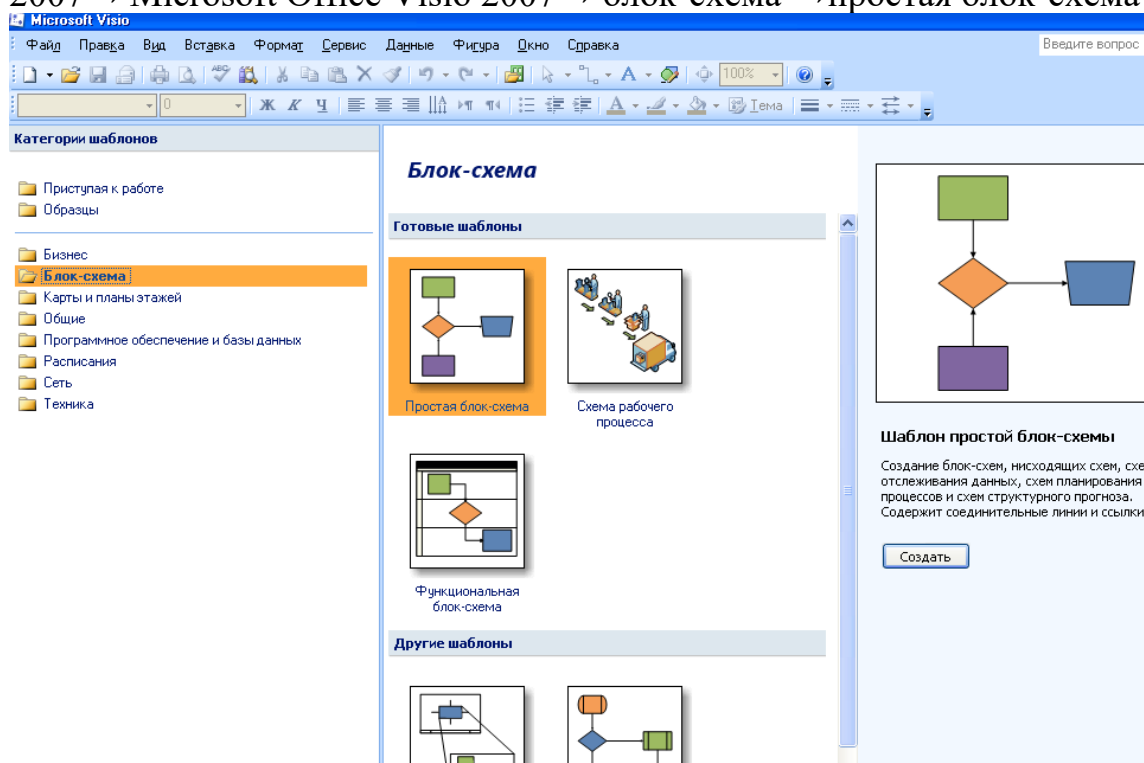 2007→ Microsoft Office Visio 2007→ блок-схема →простая блок-схема
Microsoft Visio
Файл Правка Вид Вставка Формат Сервис Данные Фигура Окно Справка
Введите вопрос
100%
0
Ж К Ч
Тема
Категории шаблонов
Приступая к работе
Образцы
Бизнес
Блок-схема
Карты и планы этажей
Общие
Программное обеспечение и базы данных
Расписания
Сеть
Техника
Блок-схема
Готовые шаблоны
Простая блок-схема
Схема рабочего
процесса
Функциональная
блок-схема
Другие шаблоны
Шаблон простой блок-схемы
Создание блок-схем, нисходящих схем, схе
отслеживания данных, схем планирования
процессов и схем структурного прогноза.
Содержит соединительные линии и ссылки
Создать